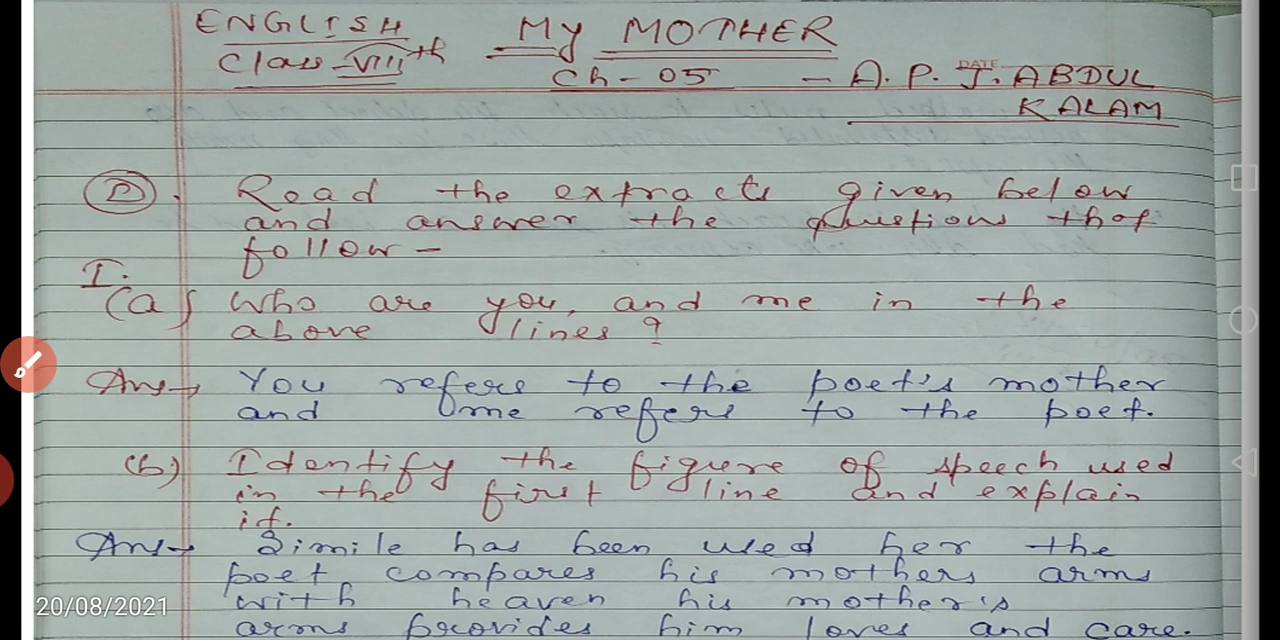 ENGLISH
Class-VIIIth
My MOTHER
Ch-05 - A. P. J. ABDUL
DATE
KALAM
D. Read the extracts given below
and answer the questions that
follow -
I.
(a) Who are you, and me in the
above lines?
Ans→ You refers to the poet's mother
and me refers to the poet.
(b) Identify the figure of speech used
in the first line and explain
it.
Ans→ Simile has been used her the
poet compares his mothers arms
with heaven his mother's
arms provides him loves and care.
20/08/2021